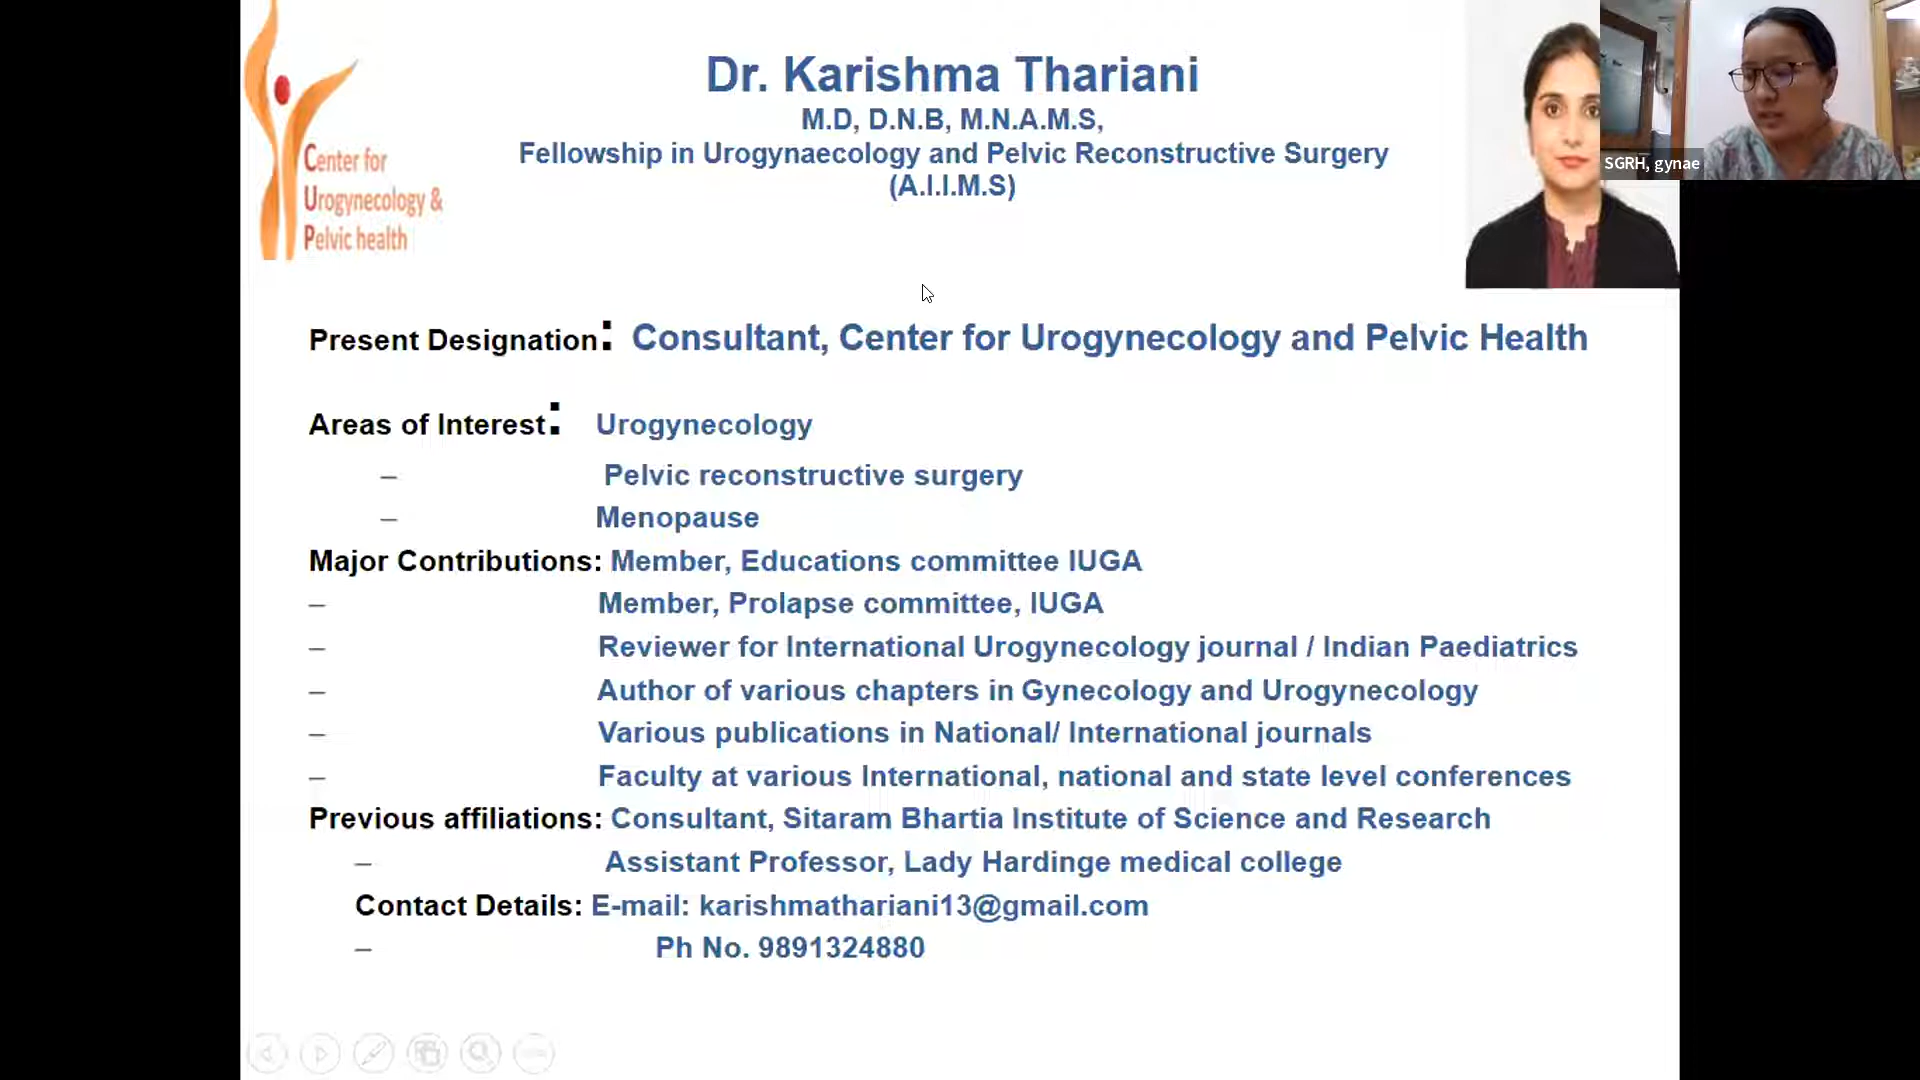 Dr. Karishma Thariani
M.D, D.N.B, M.N.A.M.S,
Fellowship in Urogynaecology and Pelvic Reconstructive Surgery
(A.I.I.M.S)
Center for
Urogynecology &
Pelvic health
SGRH, gynae
Present Designation: Consultant, Center for Urogynecology and Pelvic Health
Areas of Interest: Urogynecology
– Pelvic reconstructive surgery
– Menopause
Major Contributions: Member, Educations committee IUGA
– Member, Prolapse committee, IUGA
– Reviewer for International Urogynecology journal / Indian Paediatrics
– Author of various chapters in Gynecology and Urogynecology
– Various publications in National/ International journals
– Faculty at various International, national and state level conferences
Previous affiliations: Consultant, Sitaram Bhartia Institute of Science and Research
– Assistant Professor, Lady Hardinge medical college
Contact Details: E-mail: karishmathariani13@gmail.com
– Ph No. 9891324880